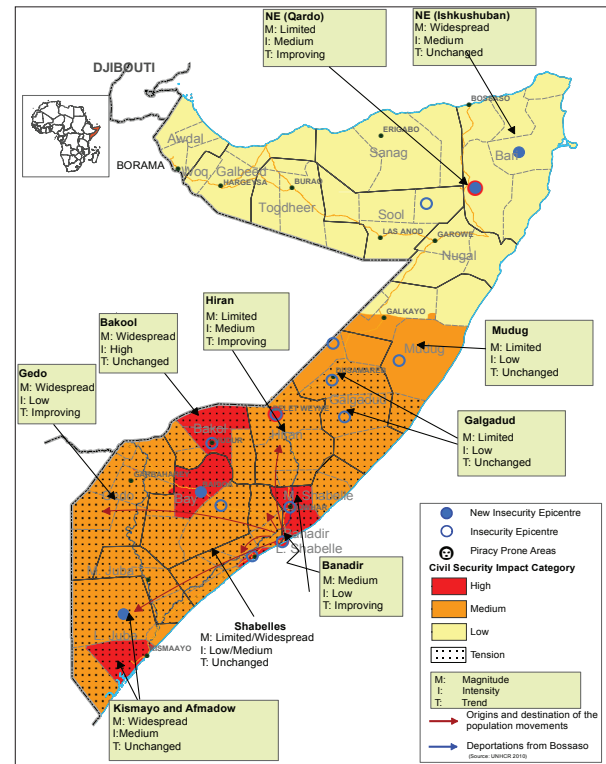 NE (Qardo)
M: Limited
I: Medium
T: Improving
NE (Ishkushuban)
M: Widespread
I: Medium
T: Unchanged
DJIBOUTI
BOSSASO
ERIGABO
Awdal
Sanag
Bari
BORAMA
Woq. Galbeed
HARGEYSA
BURAO
Togdheer
Sool
LAS ANOD
GAROWE
Nugal
Hiran
M: Limited
I: Medium
T: Improving
GALKAYO
Bakool
M: Widespread
I: High
T: Unchanged
Mudug
Mudug
M: Limited
I: Low
T: Unchanged
Gedo
M: Widespread
I: Low
T: Improving
Galgadud
Galgadud
M: Limited
I: Low
T: Unchanged
Bakol
Hiran
Bay
M. Shabelle
Banadir
L. Shabelle
Banadir
M: Medium
I: Low
T: Improving
M. Juba
Shabelles
M: Limited/Widespread
I: Low/Medium
T: Unchanged
L. Juba
KISMAAYO
Kismayo and Afmadow
M: Widespread
I:Medium
T: Unchanged
New Insecurity Epicentre
Insecurity Epicentre
Piracy Prone Areas
Civil Security Impact Category
High
Medium
Low
Tension
M: Magnitude
I: Intensity
T: Trend
Origins and destination of the
population movements
Deportations from Bossaso
(Source: UNHCR 2010)